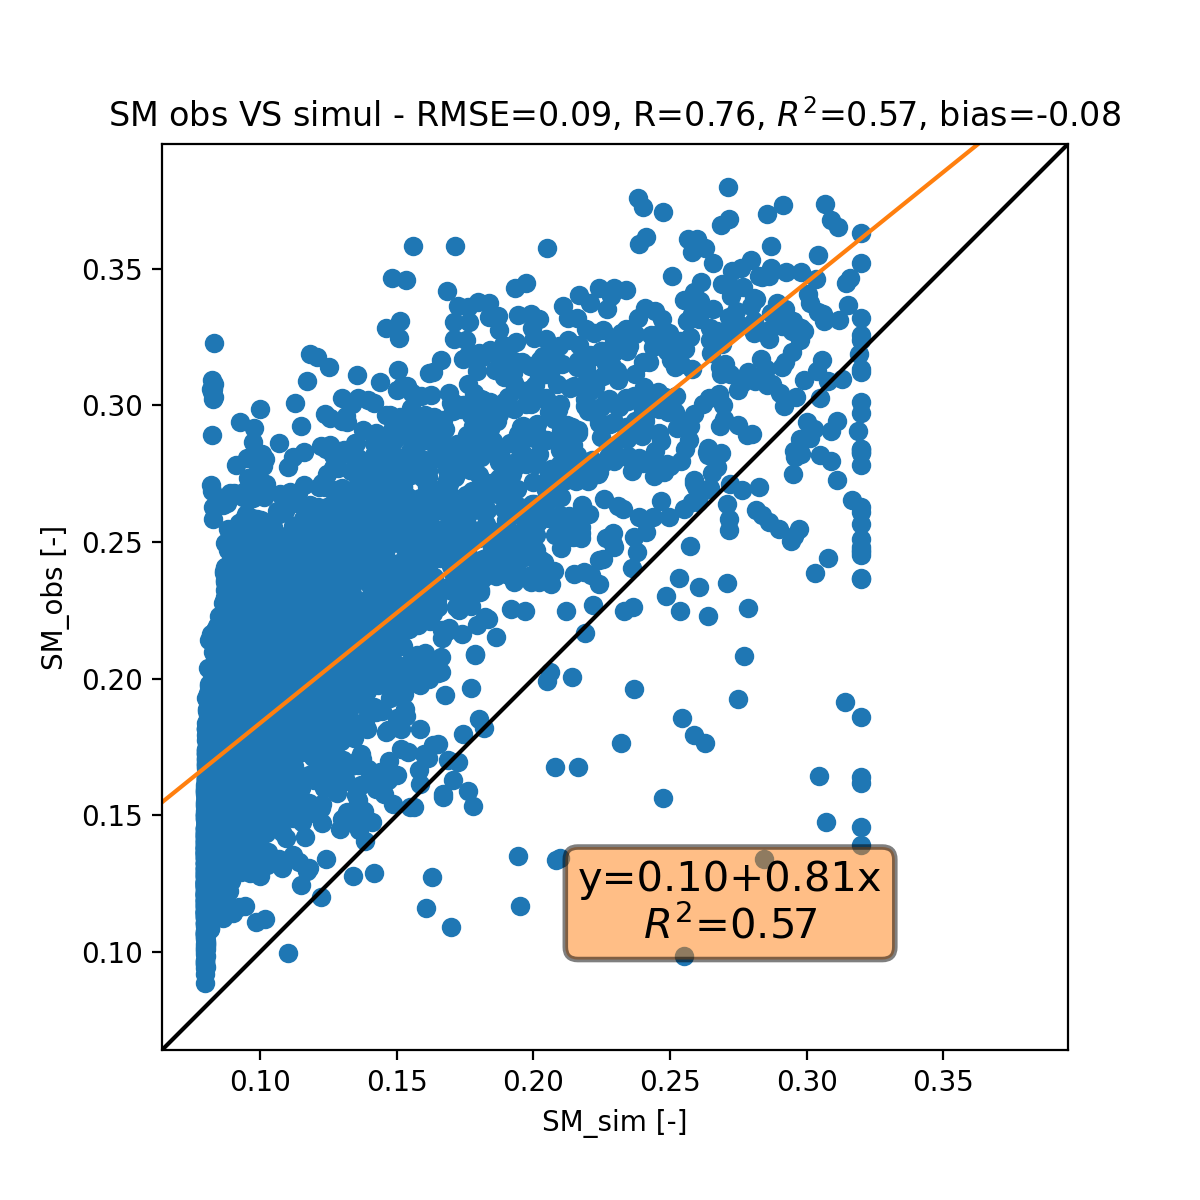 SM obs VS simul - RMSE=0.09, R=0.76, R²=0.57, bias=-0.08
0.35
0.30
0.25
0.20
0.15
0.10
SM_obs [-]
y=0.10+0.81x
R²=0.57
0.10 0.15 0.20 0.25 0.30 0.35
SM_sim [-]